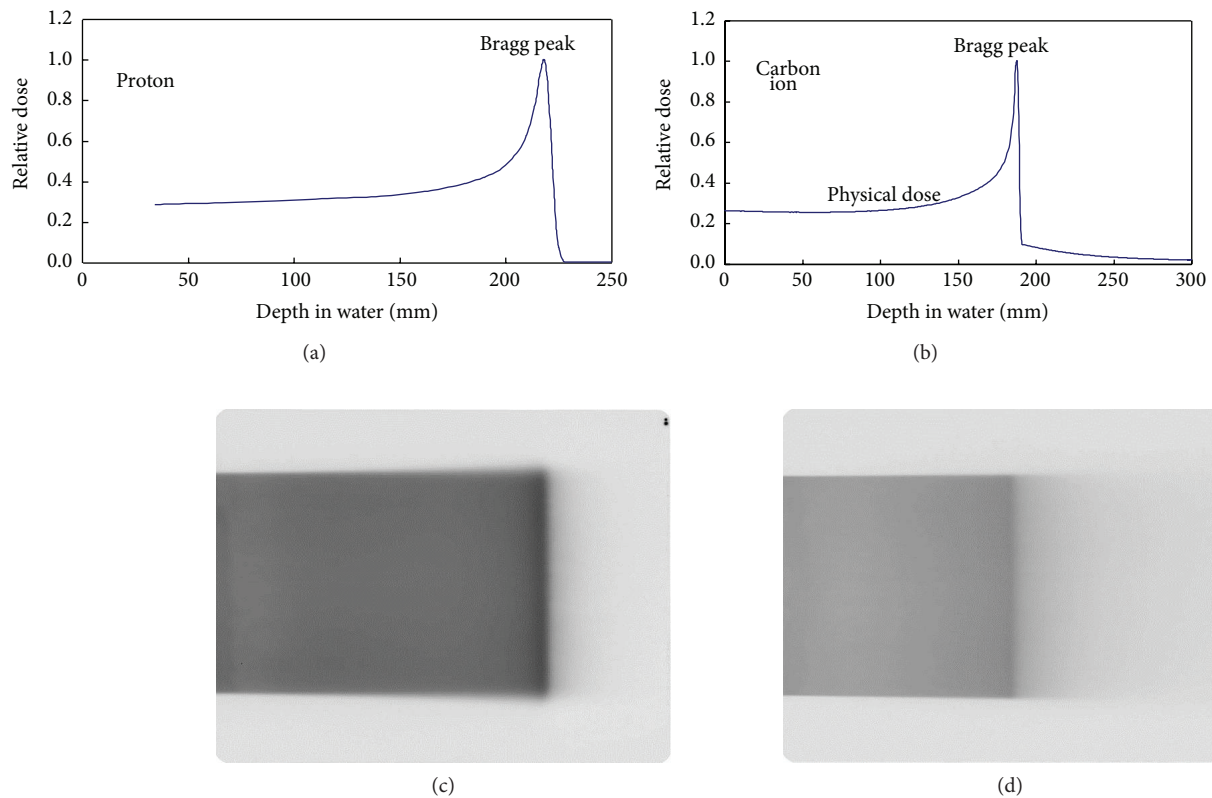 1.2
1.0
0.8
0.6
0.4
0.2
0.0
Relative dose
Proton
Bragg peak
0 50 100 150 200 250
Depth in water (mm)
(a)
1.2
1.0
0.8
0.6
0.4
0.2
0.0
Relative dose
Carbon
ion
Bragg peak
Physical dose
0 50 100 150 200 250 300
Depth in water (mm)
(b)
(c)
(d)